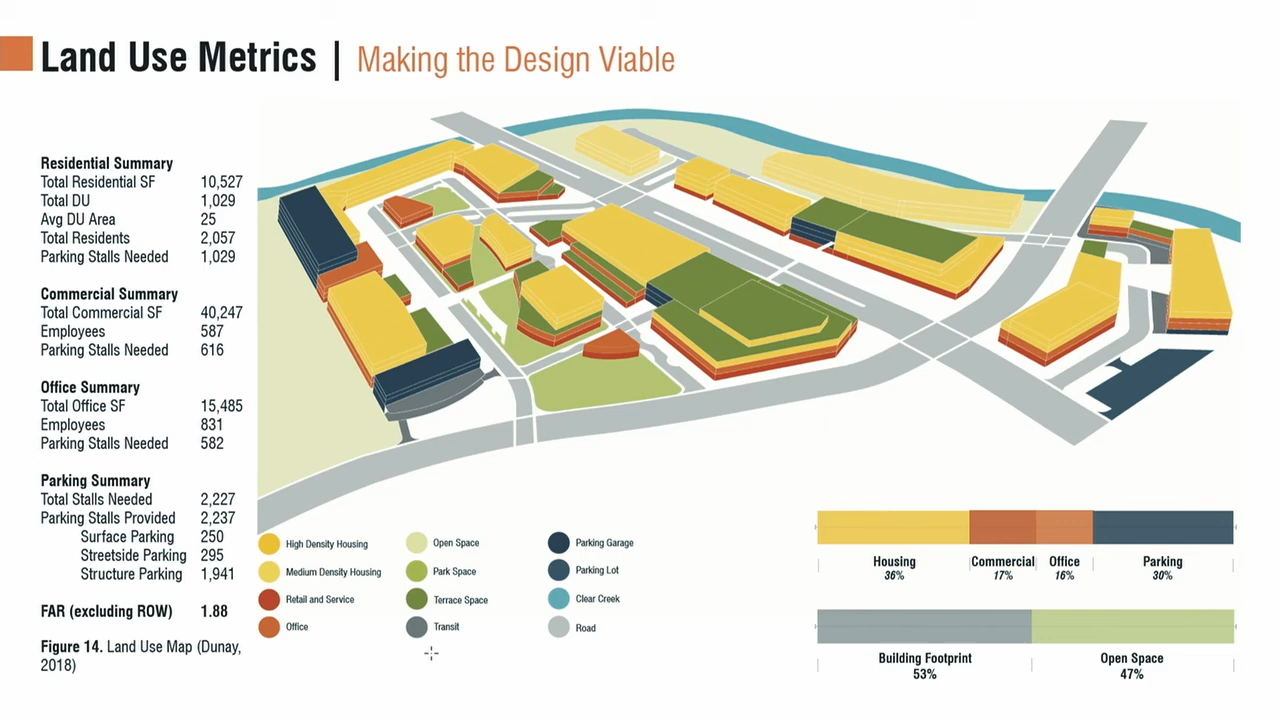 Land Use Metrics | Making the Design Viable
Residential Summary
Total Residential SF 10,527
Total DU 1,029
Avg DU Area 25
Total Residents 2,057
Parking Stalls Needed 1,029
Commercial Summary
Total Commercial SF 40,247
Employees 587
Parking Stalls Needed 616
Office Summary
Total Office SF 15,485
Employees 831
Parking Stalls Needed 582
Parking Summary
Total Stalls Needed 2,227
Parking Stalls Provided 2,237
Surface Parking 250
Streetside Parking 295
Structure Parking 1,941
FAR (excluding ROW) 1.88
Figure 14. Land Use Map (Dunay,
2018)
High Density Housing
Medium Density Housing
Retail and Service
Office
Open Space
Park Space
Terrace Space
Transit
Parking Garage
Parking Lot
Clear Creek
Road
Housing Commercial Office Parking
36% 17% 16% 30%
Building Footprint Open Space
53% 47%